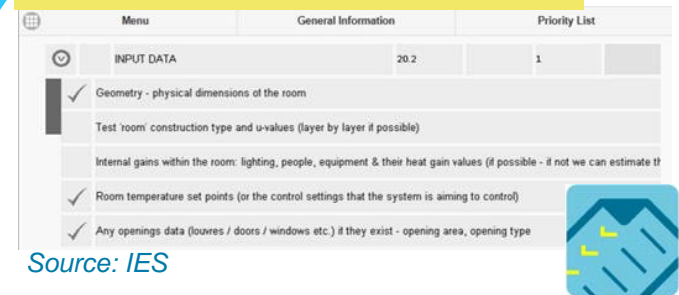 Menu General Information Priority List
INPUT DATA 20.2 1
Geometry - physical dimensions of the room
Test 'room' construction type and u-values (layer by layer if possible)
Internal gains within the room: lighting, people, equipment & their heat gain values (if possible - if not we can estimate th
Room temperature set points (or the control settings that the system is aiming to control)
Any openings data (louvres / doors / windows etc.) if they exist - opening area, opening type
Source: IES